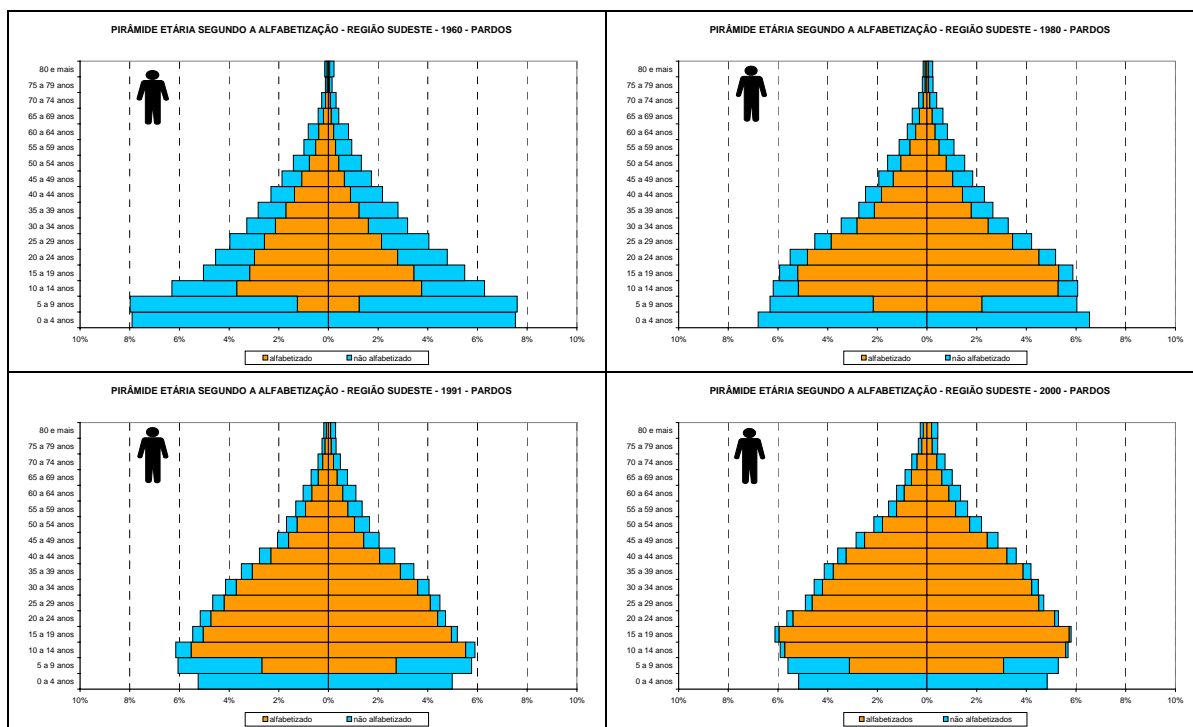 PIRÂMIDE ETÁRIA SEGUNDO A ALFABETIZAÇÃO - REGIÃO SUDESTE - 1960 - PARDOS
80 e mais
75 a 79 anos
70 a 74 anos
65 a 69 anos
60 a 64 anos
55 a 59 anos
50 a 54 anos
45 a 49 anos
40 a 44 anos
35 a 39 anos
30 a 34 anos
25 a 29 anos
20 a 24 anos
15 a 19 anos
10 a 14 anos
5 a 9 anos
0 a 4 anos
10% 8% 6% 4% 2% 0% 2% 4% 6% 8% 10%
alfabetizado não alfabetizado
PIRÂMIDE ETÁRIA SEGUNDO A ALFABETIZAÇÃO - REGIÃO SUDESTE - 1980 - PARDOS
80 e mais
75 a 79 anos
70 a 74 anos
65 a 69 anos
60 a 64 anos
55 a 59 anos
50 a 54 anos
45 a 49 anos
40 a 44 anos
35 a 39 anos
30 a 34 anos
25 a 29 anos
20 a 24 anos
15 a 19 anos
10 a 14 anos
5 a 9 anos
0 a 4 anos
10% 8% 6% 4% 2% 0% 2% 4% 6% 8% 10%
alfabetizado não alfabetizado
PIRÂMIDE ETÁRIA SEGUNDO A ALFABETIZAÇÃO - REGIÃO SUDESTE - 1991 - PARDOS
80 e mais
75 a 79 anos
70 a 74 anos
65 a 69 anos
60 a 64 anos
55 a 59 anos
50 a 54 anos
45 a 49 anos
40 a 44 anos
35 a 39 anos
30 a 34 anos
25 a 29 anos
20 a 24 anos
15 a 19 anos
10 a 14 anos
5 a 9 anos
0 a 4 anos
10% 8% 6% 4% 2% 0% 2% 4% 6% 8% 10%
alfabetizado não alfabetizado
PIRÂMIDE ETÁRIA SEGUNDO A ALFABETIZAÇÃO - REGIÃO SUDESTE - 2000 - PARDOS
80 e mais
75 a 79 anos
70 a 74 anos
65 a 69 anos
60 a 64 anos
55 a 59 anos
50 a 54 anos
45 a 49 anos
40 a 44 anos
35 a 39 anos
30 a 34 anos
25 a 29 anos
20 a 24 anos
15 a 19 anos
10 a 14 anos
5 a 9 anos
0 a 4 anos
10% 8% 6% 4% 2% 0% 2% 4% 6% 8% 10%
alfabetizados não alfabetizados